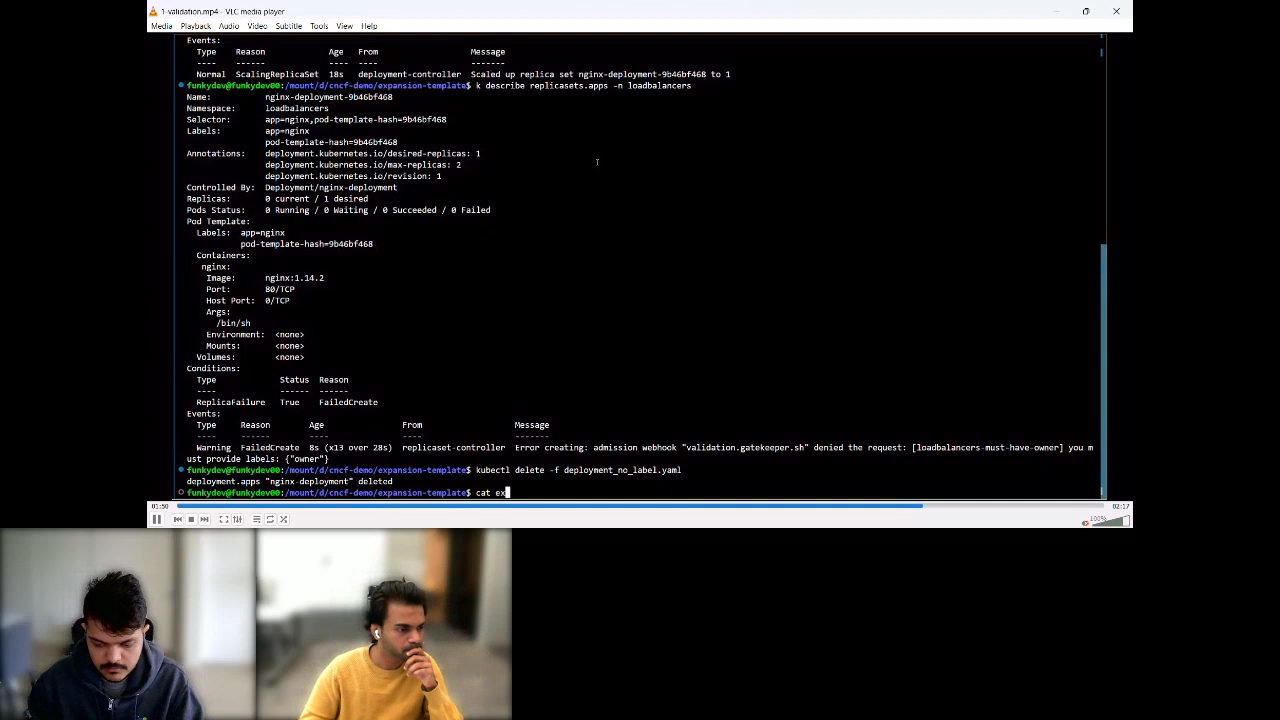 1-validation.mp4 - VLC media player
Media Playback Audio Video Subtitle Tools View Help
Events:
Type Reason Age From Message
---- ------ ---- ---- -------
Normal ScalingReplicaSet 18s deployment-controller Scaled up replica set nginx-deployment-9b46bf468 to 1
funkydev@funkydev00:/mount/d/cncf-demo/expansion-template$ k describe replicasets.apps -n loadbalancers
Name: nginx-deployment-9b46bf468
Namespace: loadbalancers
Selector: app=nginx,pod-template-hash=9b46bf468
Labels: app=nginx
pod-template-hash=9b46bf468
Annotations: deployment.kubernetes.io/desired-replicas: 1
deployment.kubernetes.io/max-replicas: 2
deployment.kubernetes.io/revision: 1
Controlled By: Deployment/nginx-deployment
Replicas: 0 current / 1 desired
Pods Status: 0 Running / 0 Waiting / 0 Succeeded / 0 Failed
Pod Template:
Labels: app=nginx
pod-template-hash=9b46bf468
Containers:
nginx:
Image: nginx:1.14.2
Port: 80/TCP
Host Port: 0/TCP
Args:
/bin/sh
Environment: <none>
Mounts: <none>
Volumes: <none>
Conditions:
Type Status Reason
---- ------ ------
ReplicaFailure True FailedCreate
Events:
Type Reason Age From Message
---- ------ ---- ---- -------
Warning FailedCreate 8s (x13 over 28s) replicaset-controller Error creating: admission webhook "validation.gatekeeper.sh" denied the request: [loadbalancers-must-have-owner] you m
ust provide labels: {"owner"}
funkydev@funkydev00:/mount/d/cncf-demo/expansion-template$ kubectl delete -f deployment_no_label.yaml
deployment.apps "nginx-deployment" deleted
funkydev@funkydev00:/mount/d/cncf-demo/expansion-template$ cat ex
01:50 02:17
100%